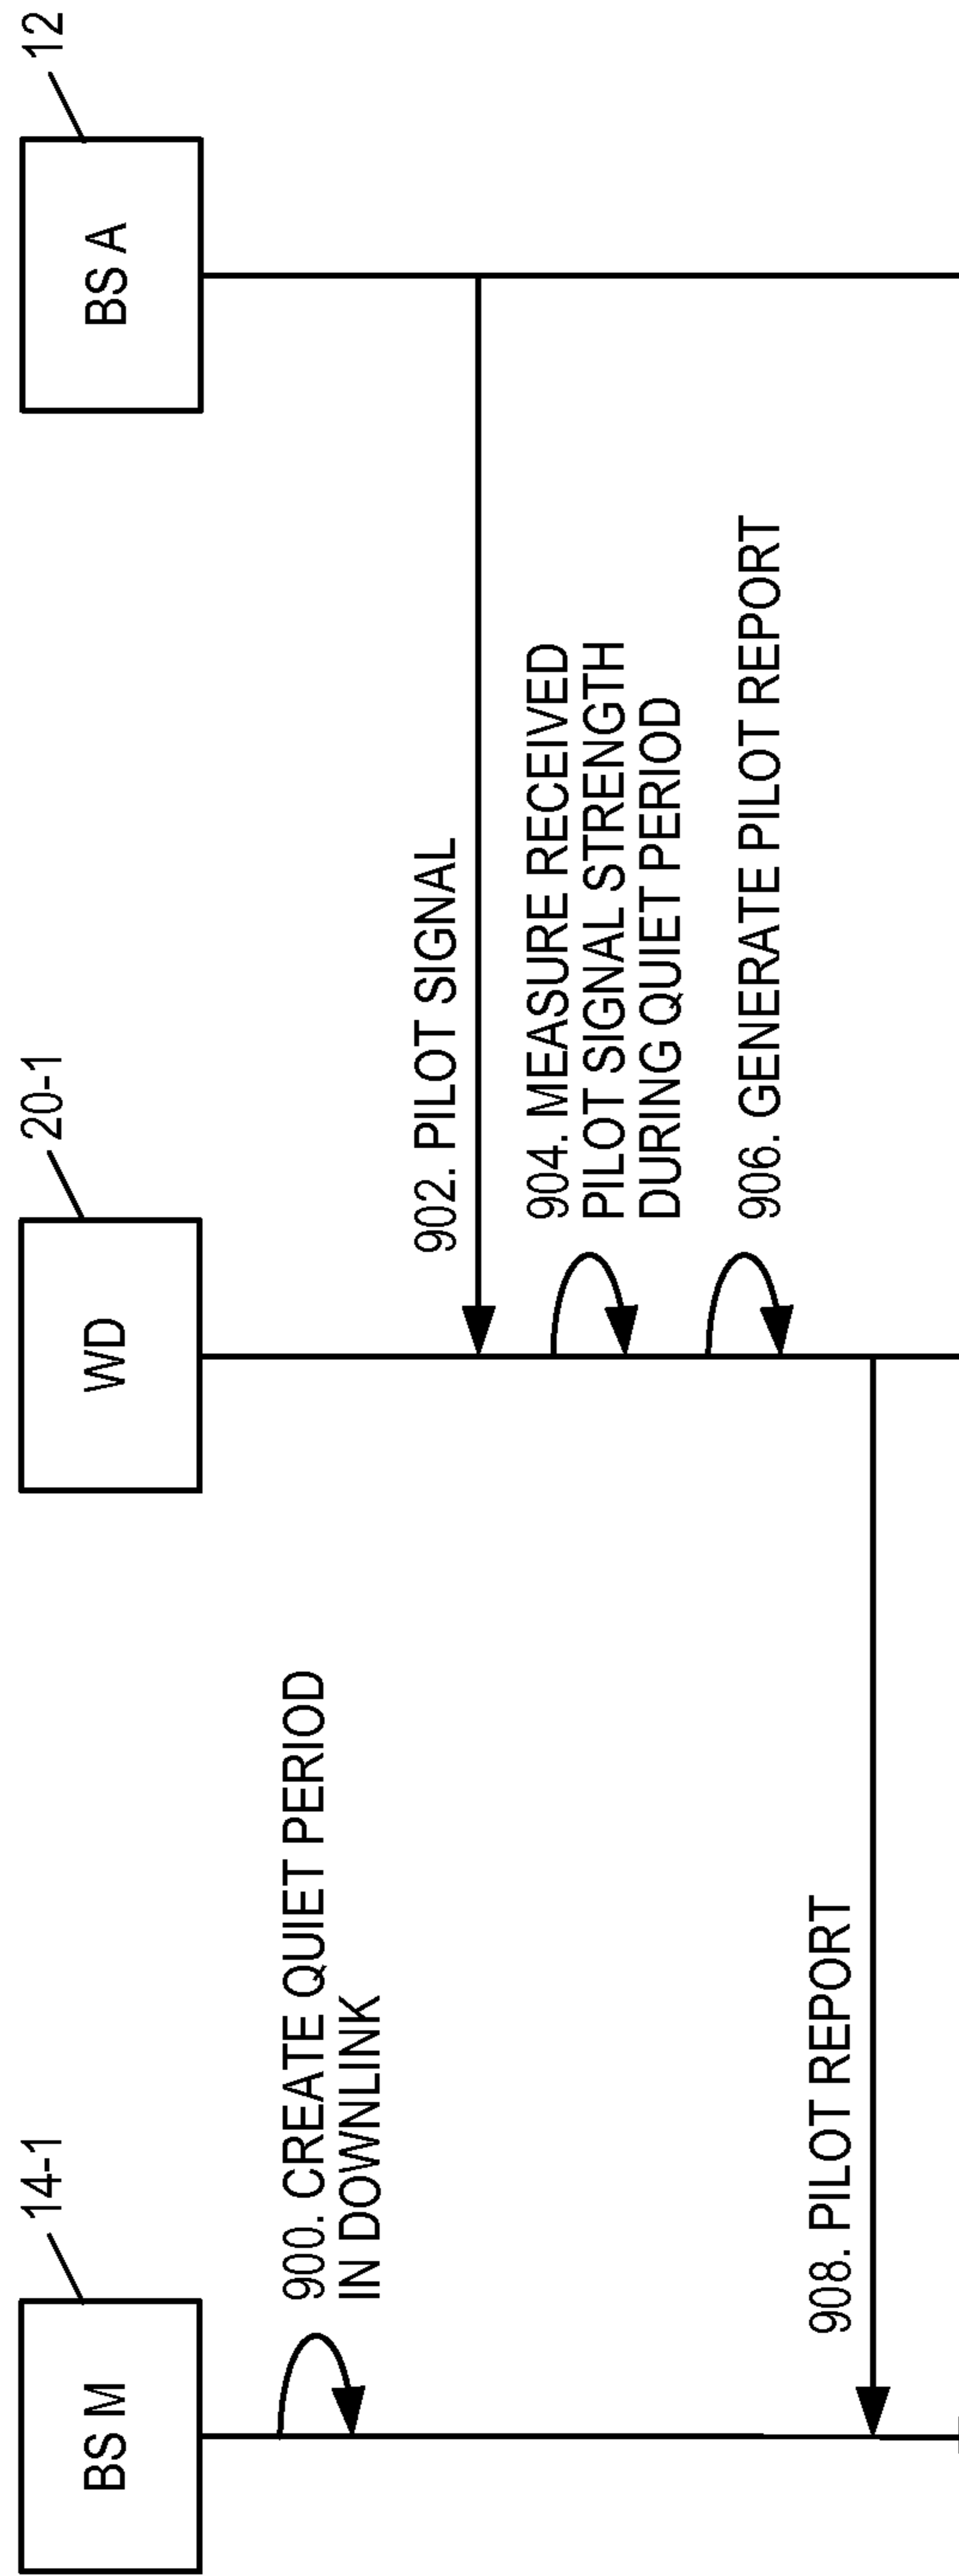 BS M
14-1
WD
20-1
BS A
12
900. CREATE QUIET PERIOD
IN DOWNLINK
902. PILOT SIGNAL
904. MEASURE RECEIVED
PILOT SIGNAL STRENGTH
DURING QUIET PERIOD
906. GENERATE PILOT REPORT
908. PILOT REPORT